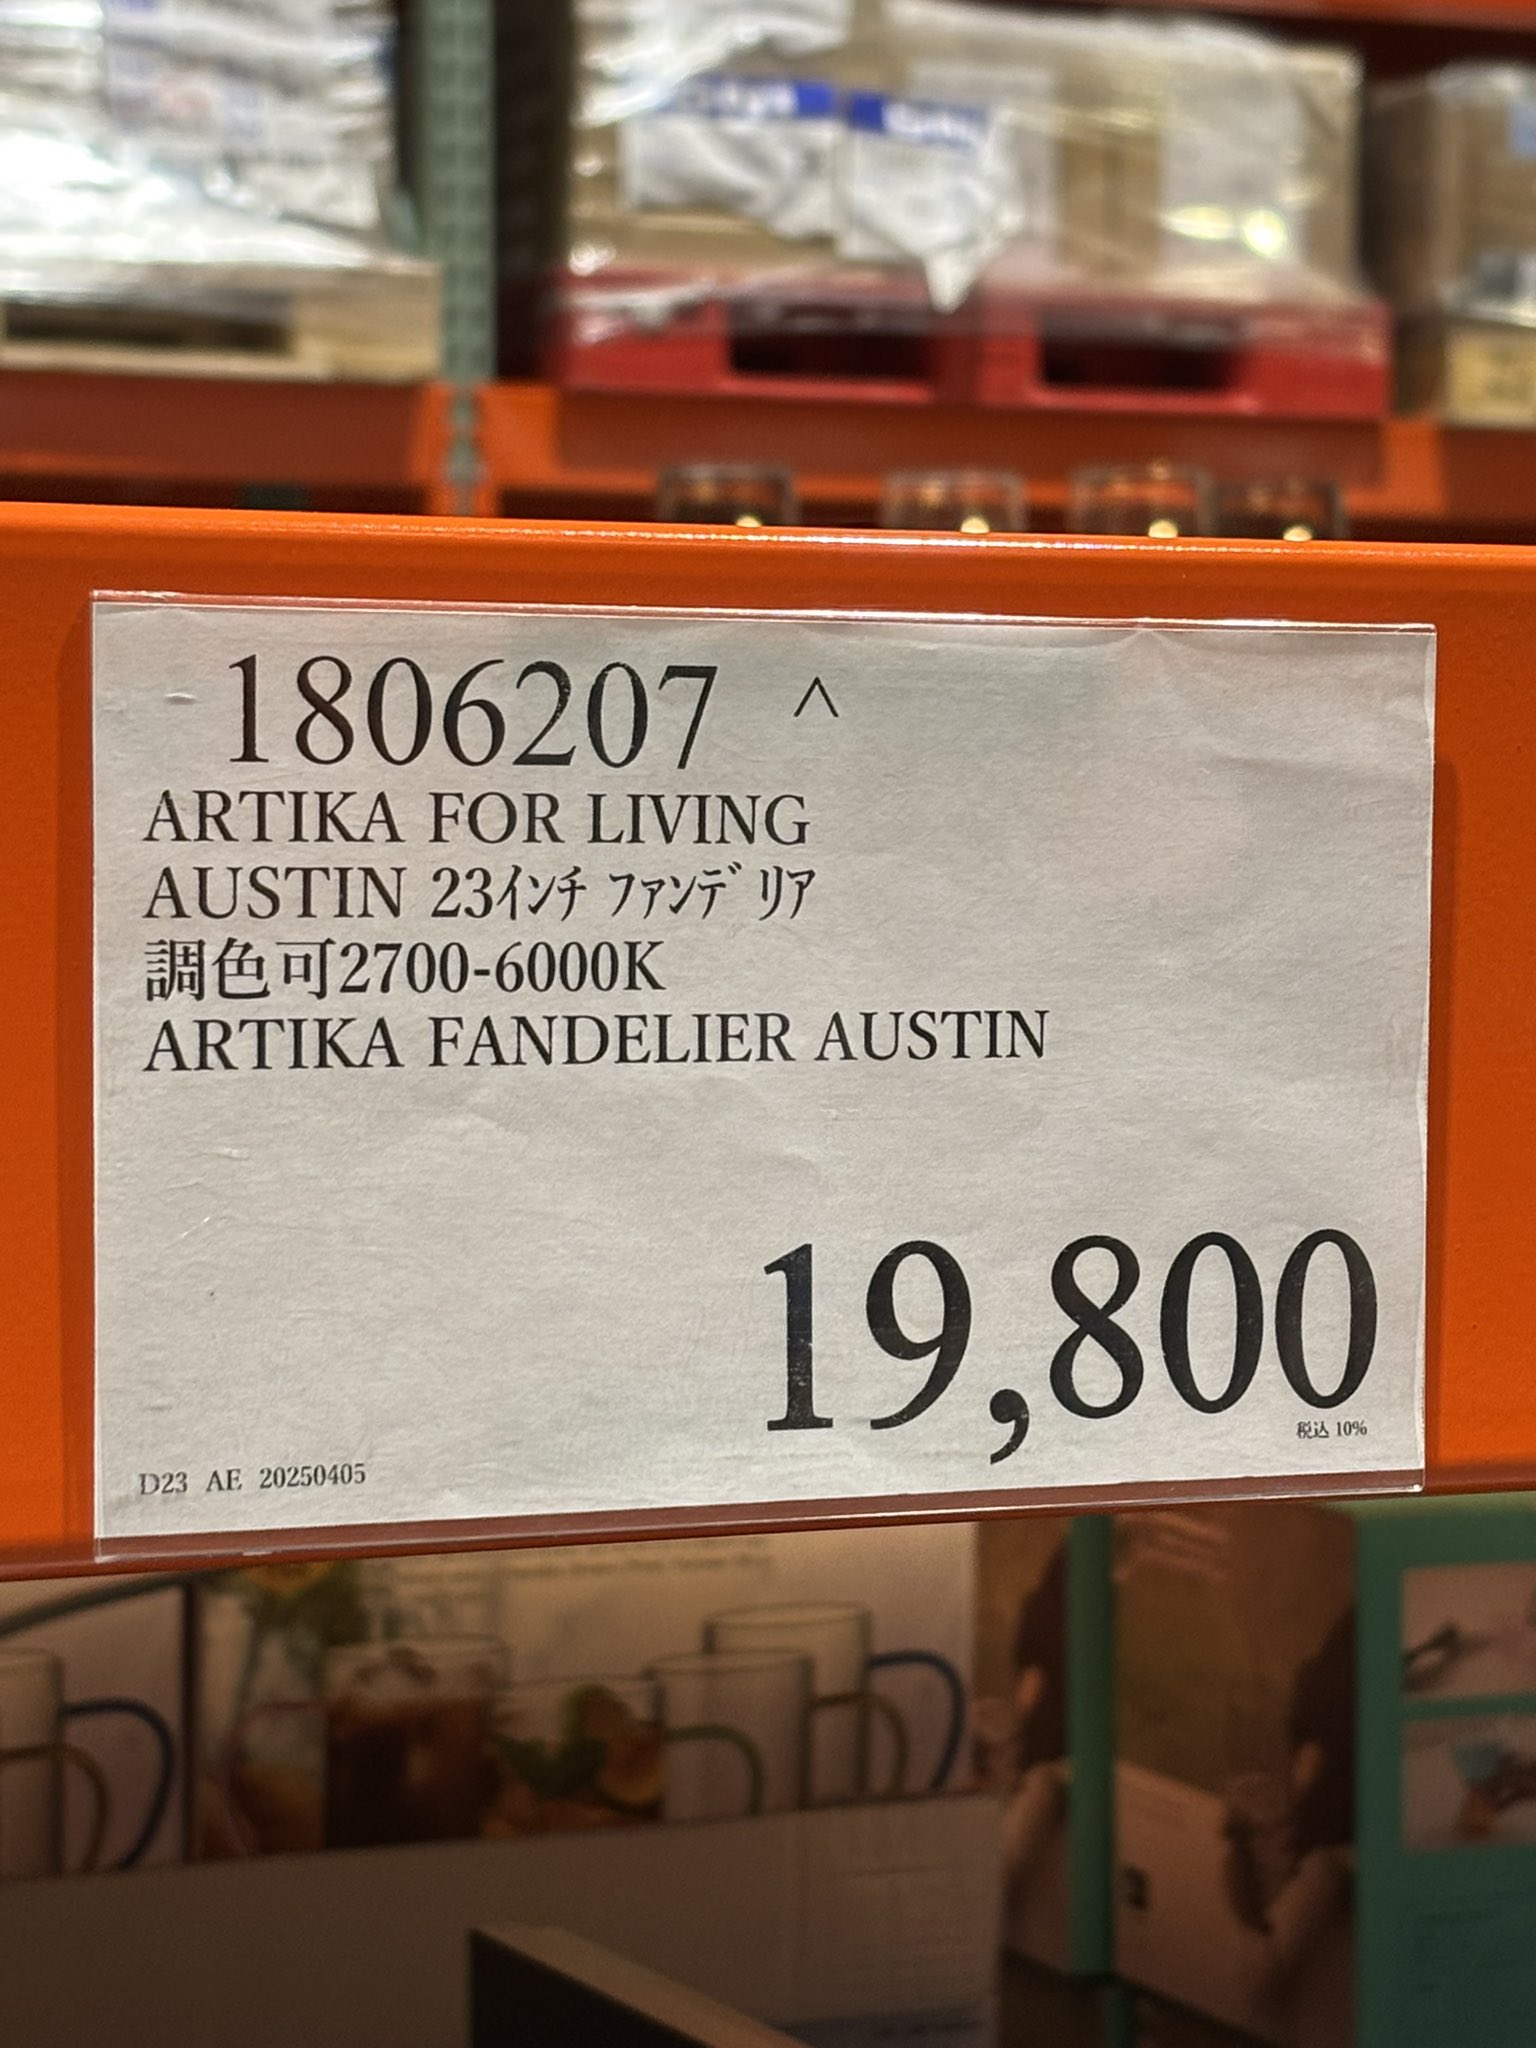 1806207 ^
ARTIKA FOR LIVING
AUSTIN 23ｲﾝﾁ ﾌｧﾝﾃﾞﾘｱ
調色可2700-6000K
ARTIKA FANDELIER AUSTIN
19,800
税込 10%
D23 AE 20250405